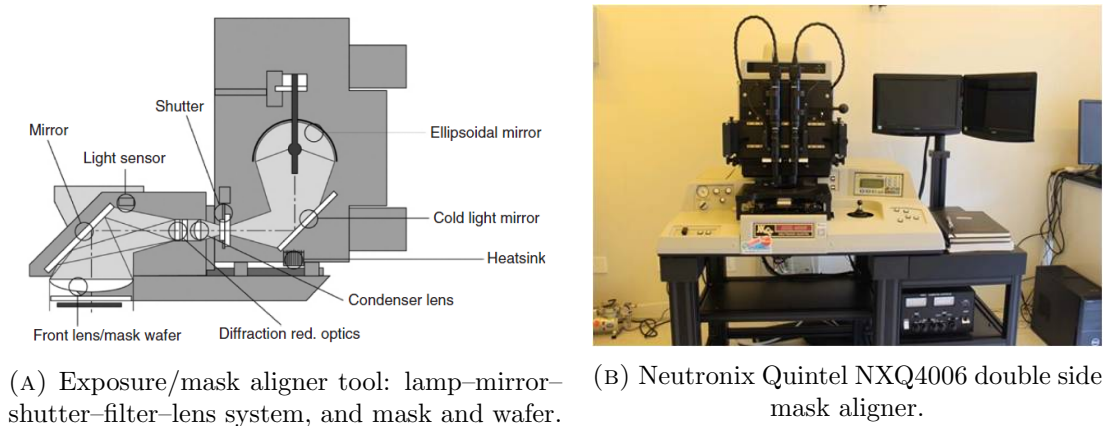 Shutter
Mirror
Light sensor
Ellipsoidal mirror
Cold light mirror
Heatsink
Condenser lens
Front lens/mask wafer
Diffraction red. optics
(A) Exposure/mask aligner tool: lamp–mirror–
shutter–filter–lens system, and mask and wafer.
(B) Neutronix Quintel NXQ4006 double side
mask aligner.